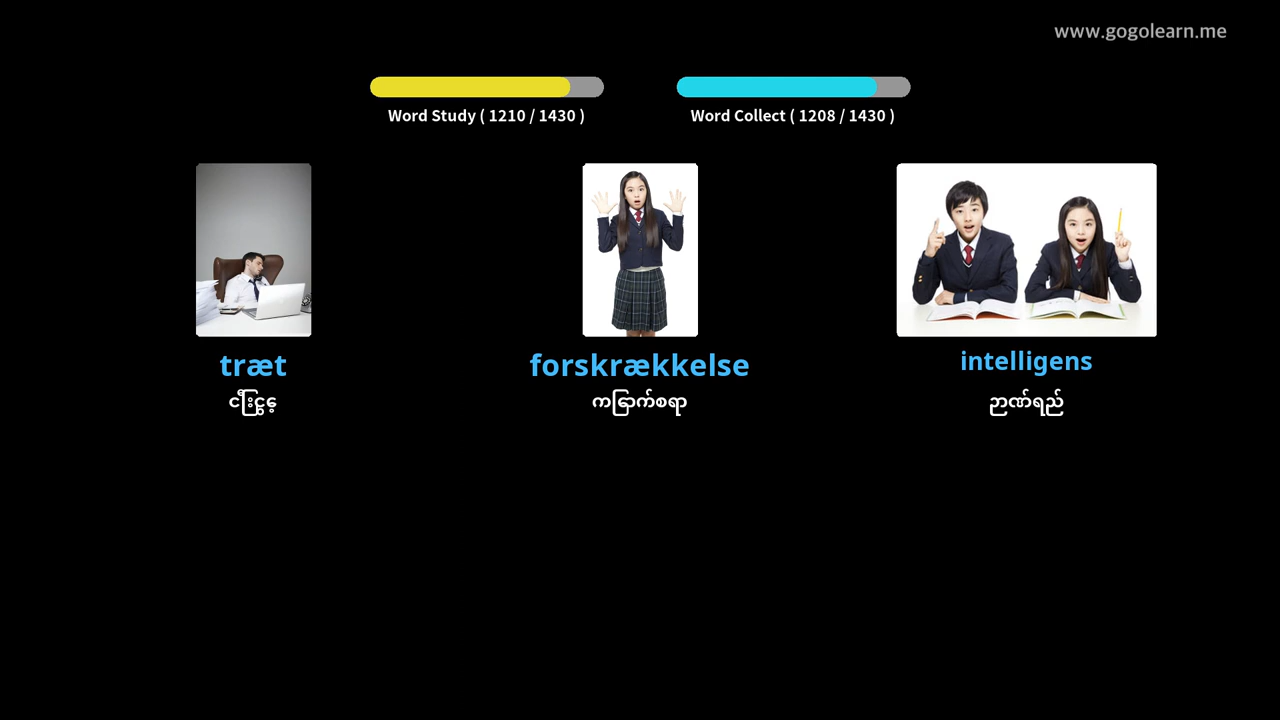 www.gogolearn.me
Word Study ( 1210 / 1430 )
Word Collect ( 1208 / 1430 )
træt
forskrækkelse
intelligens
ငြီးငွေ့
ကြောက်စရာ
ဉာဏ်ရည်